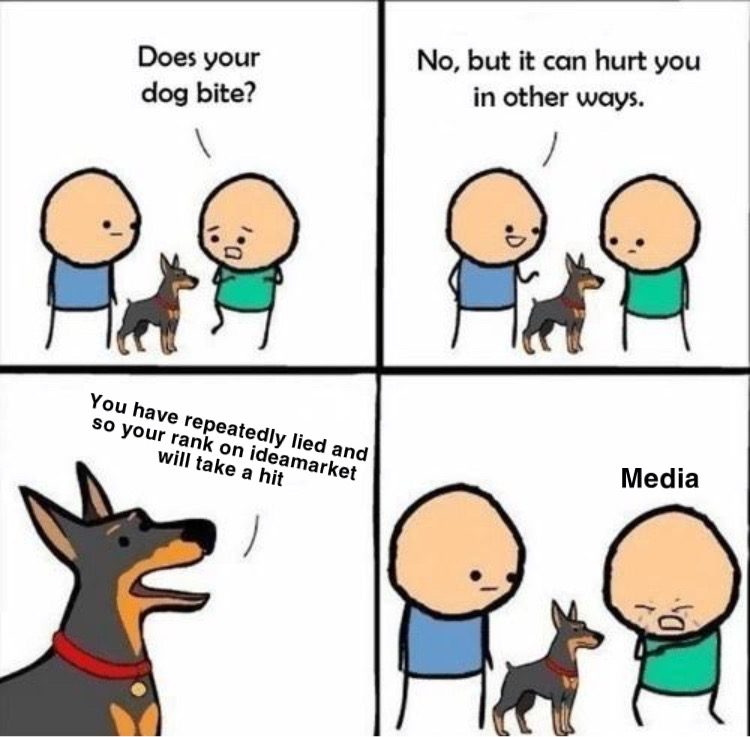 Does your
dog bite?
No, but it can hurt you
in other ways.
You have repeatedly lied and
so your rank on ideamarket
will take a hit
Media